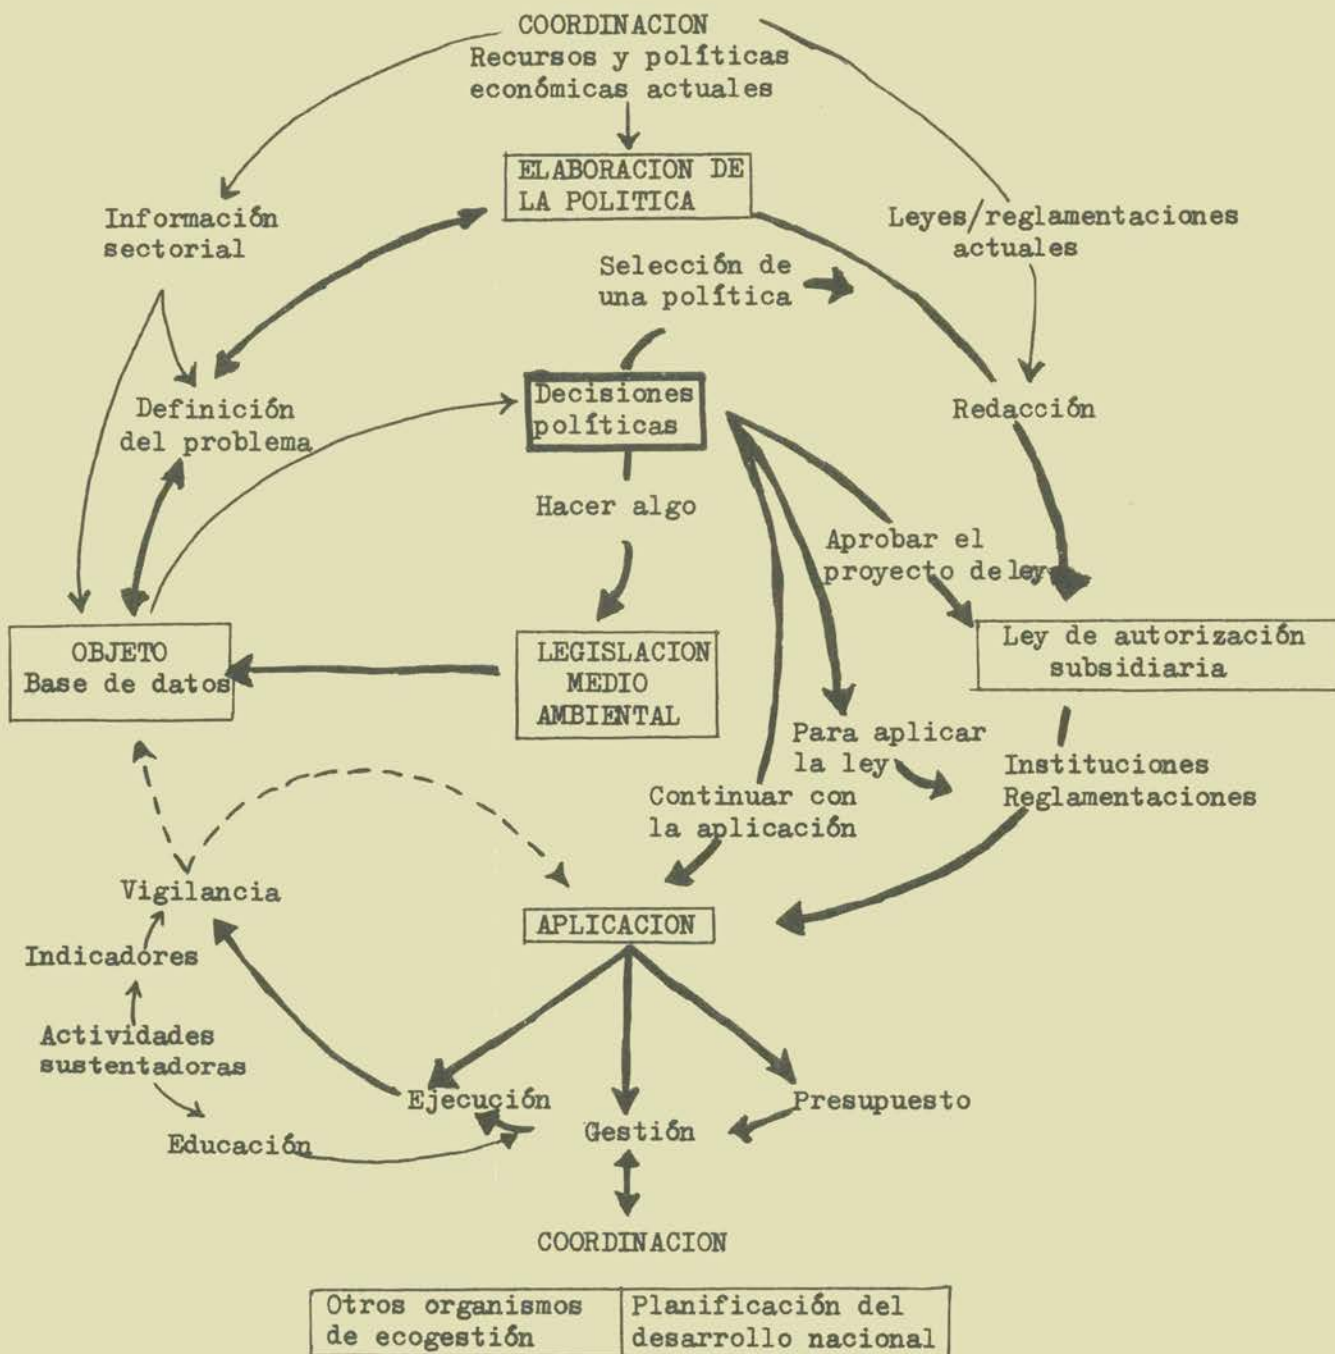 COORDINACION
Recursos y políticas
económicas actuales
ELABORACION DE
LA POLITICA
Información
sectorial
Leyes/reglamentaciones
actuales
Selección de
una política
Definición
del problema
Decisiones
políticas
Redacción
Hacer algo
Aprobar el
proyecto de ley
OBJETO
Base de datos
LEGISLACION
MEDIO
AMBIENTAL
Ley de autorización
subsidiaria
Para aplicar
la ley
Instituciones
Reglamentaciones
Continuar con
la aplicación
Vigilancia
APLICACION
Indicadores
Actividades
sustentadoras
Ejecución
Presupuesto
Gestión
Educación
COORDINACION
Otros organismos
de ecogestión
Planificación del
desarrollo nacional